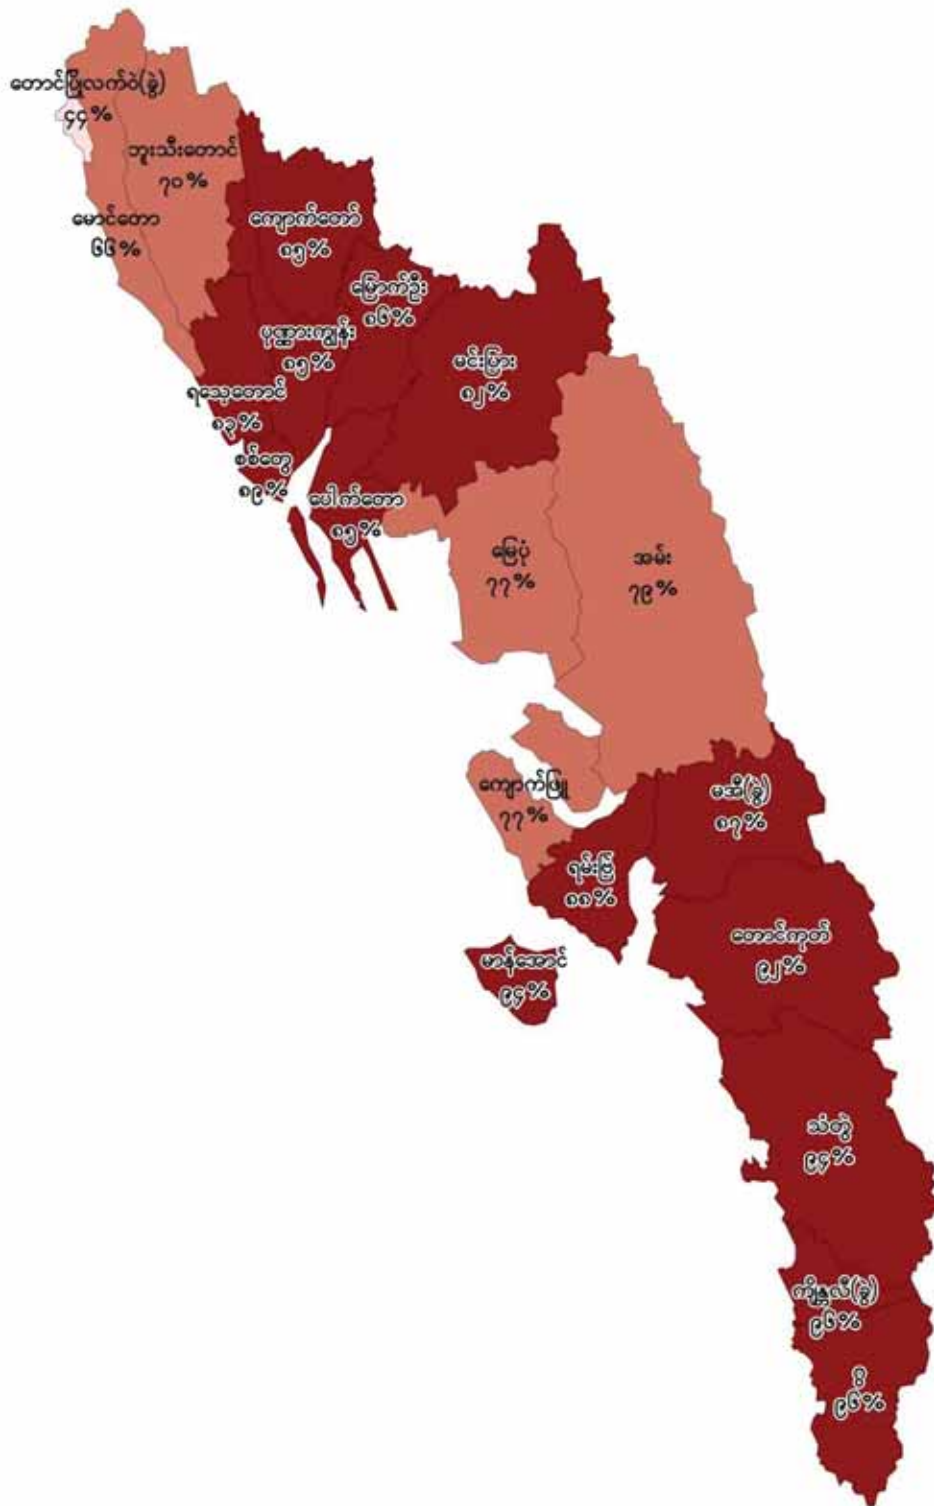 တောင်ပြိုလက်ဝဲ(ခွဲ)
၄၄%
ဘူးသီးတောင်
၇၀%
မောင်တော
၆၆%
ကျောက်တော်
၈၅%
မြောက်ဦး
၈၆%
ပုဏ္ဏားကျွန်း
၈၅%
မင်းပြား
၈၂%
ရသေ့တောင်
၈၃%
စစ်တွေ
၈၉%
ပေါက်တော
၈၅%
မြေပုံ
၇၇%
အမ်း
၇၉%
ကျောက်ဖြူ
၇၇%
မအီ(ခွဲ)
၈၇%
ရမ်းဗြဲ
၈၈%
တောင်ကုတ်
၉၂%
မာန်အောင်
၉၄%
သံတွဲ
၉၄%
ကျိန္တလီ(ခွဲ)
၉၆%
ဂွ
၉၆%